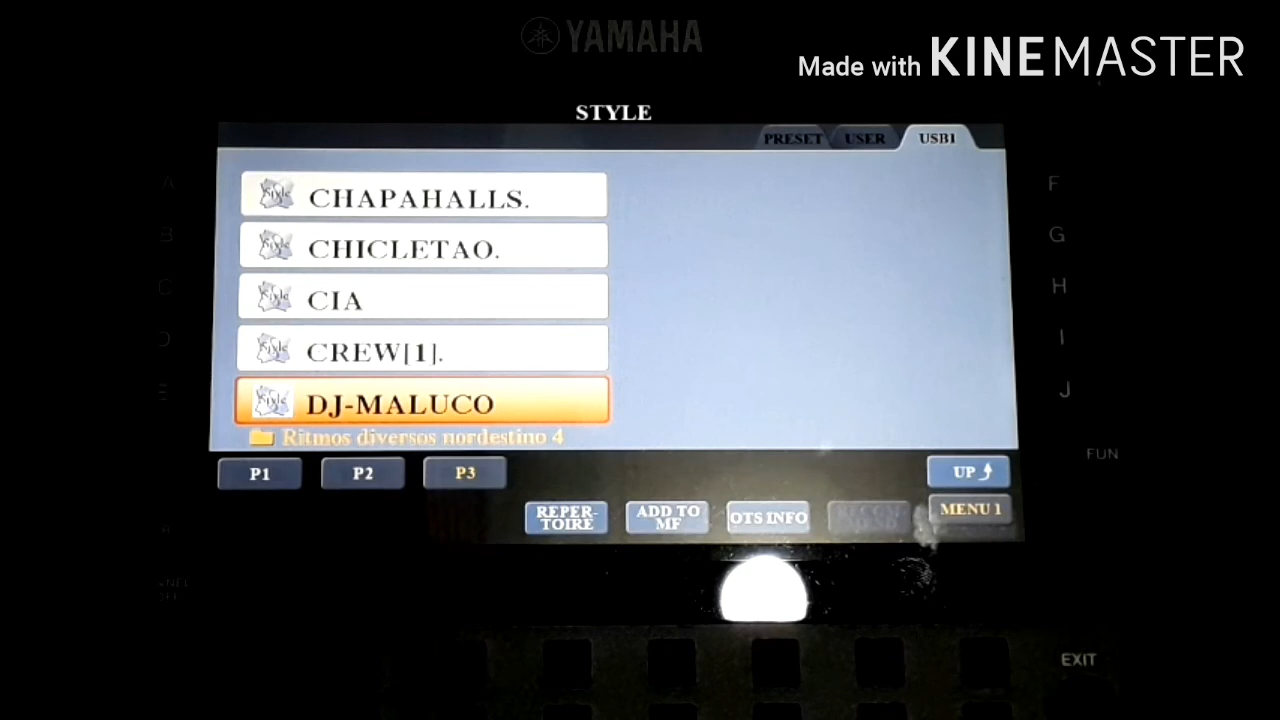 YAMAHA
Made with KINEMASTER
STYLE
PRESET USER USB1
CHAPAHALLS.
CHICLETAO.
CIA
CREW[1].
DJ-MALUCO
Ritmos diversos nordestino 4
P1 P2 P3 UP
REPER-
TOIRE
ADD TO
MF
OTS INFO
MENU 1
A
B
C
D
E
F
G
H
I
J
FUN
EXIT